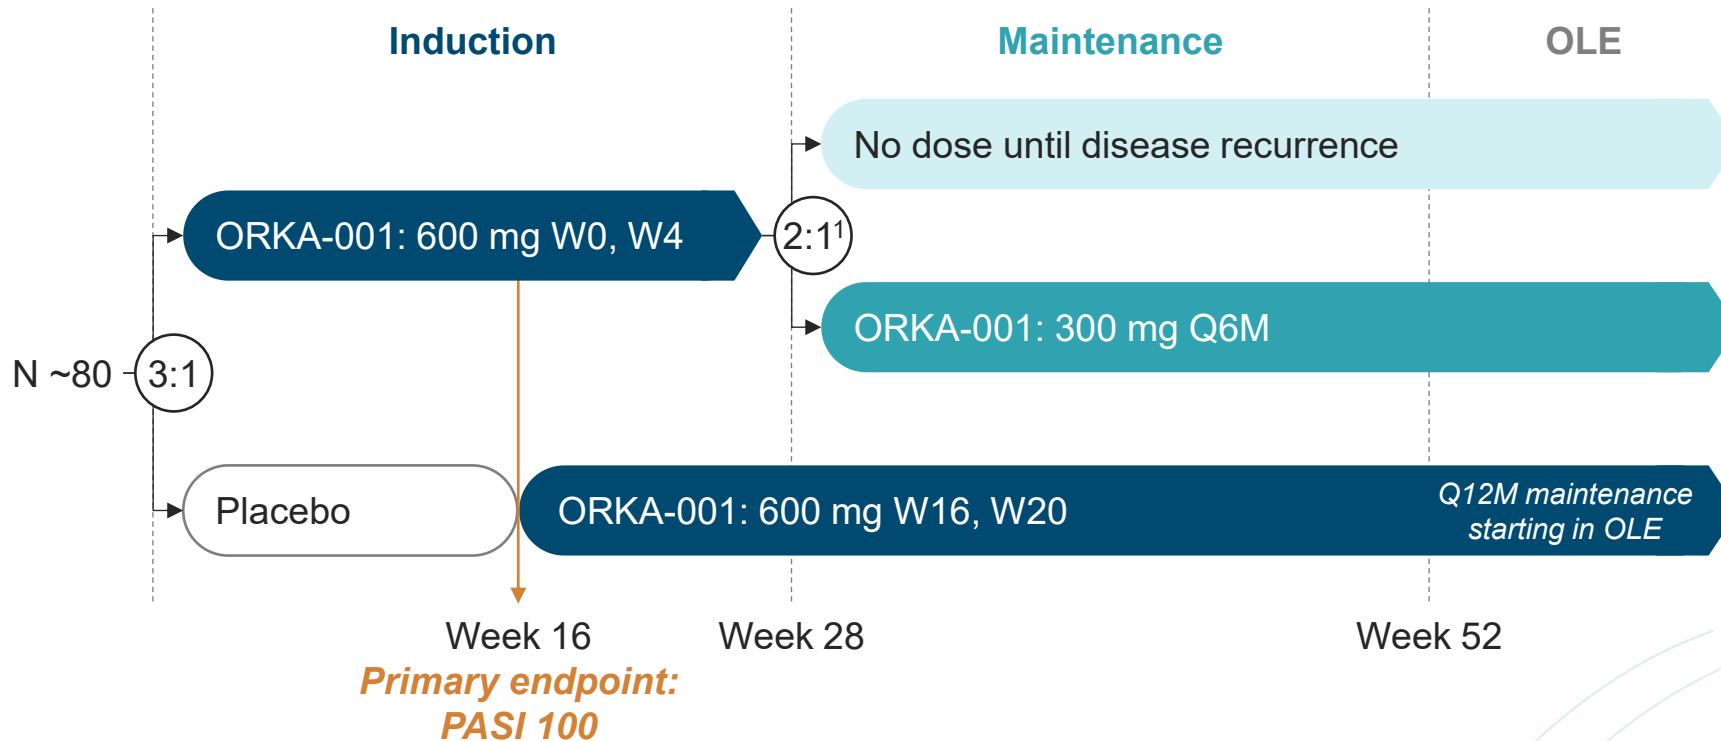 Induction
Maintenance
OLE
No dose until disease recurrence
ORKA-001: 600 mg W0, W4
2:1¹
ORKA-001: 300 mg Q6M
N ~80
3:1
Placebo
ORKA-001: 600 mg W16, W20
Q12M maintenance
starting in OLE
Week 16
Week 28
Week 52
Primary endpoint:
PASI 100